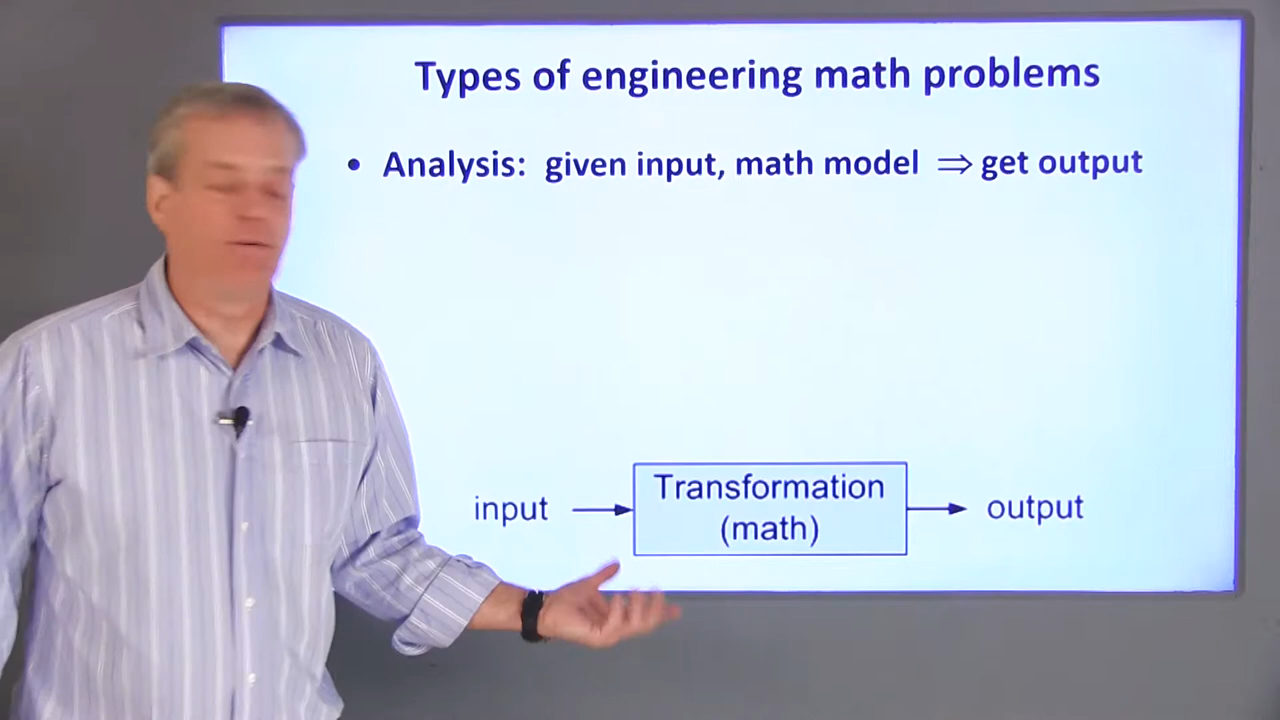 Types of engineering math problems
• Analysis: given input, math model ⇒ get output
input
Transformation
(math)
output